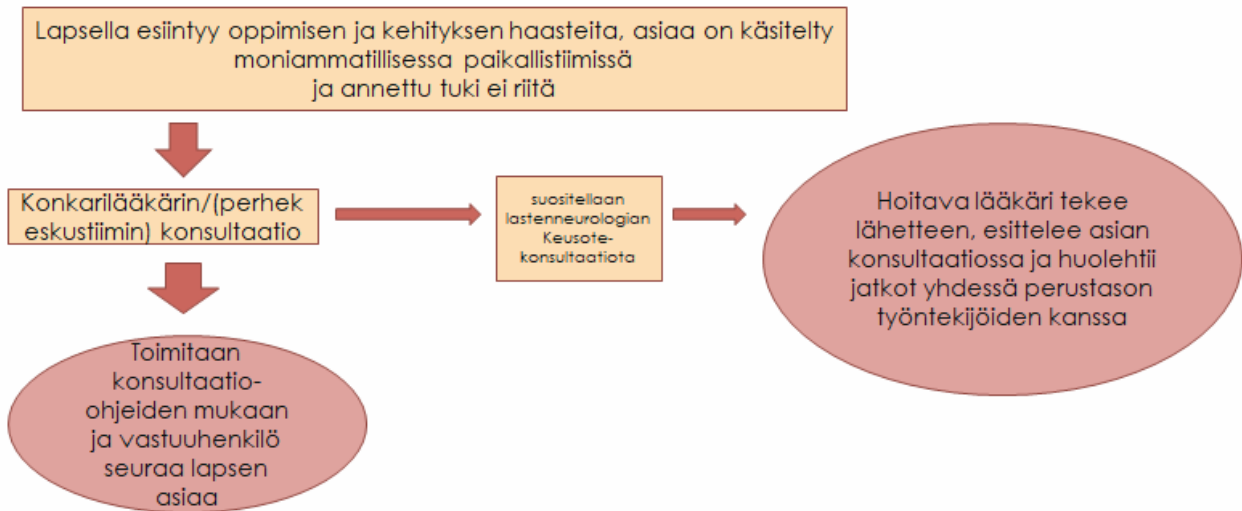 Lapsella esiintyy oppimisen ja kehityksen haasteita, asiaa on käsitelty
moniammatillisessa paikallistiimissä
ja annettu tuki ei riitä
Konkarilääkärin/(perhek
eskustiimin) konsultaatio
suositellaan
lastenneurologian
Keusote-
konsultaatiota
Hoitava lääkäri tekee
lähetteen, esittelee asian
konsultaatiossa ja huolehtii
jatkot yhdessä perustason
työntekijöiden kanssa
Toimitaan
konsultaatio-
ohjeiden mukaan
ja vastuuhenkilö
seuraa lapsen
asiaa